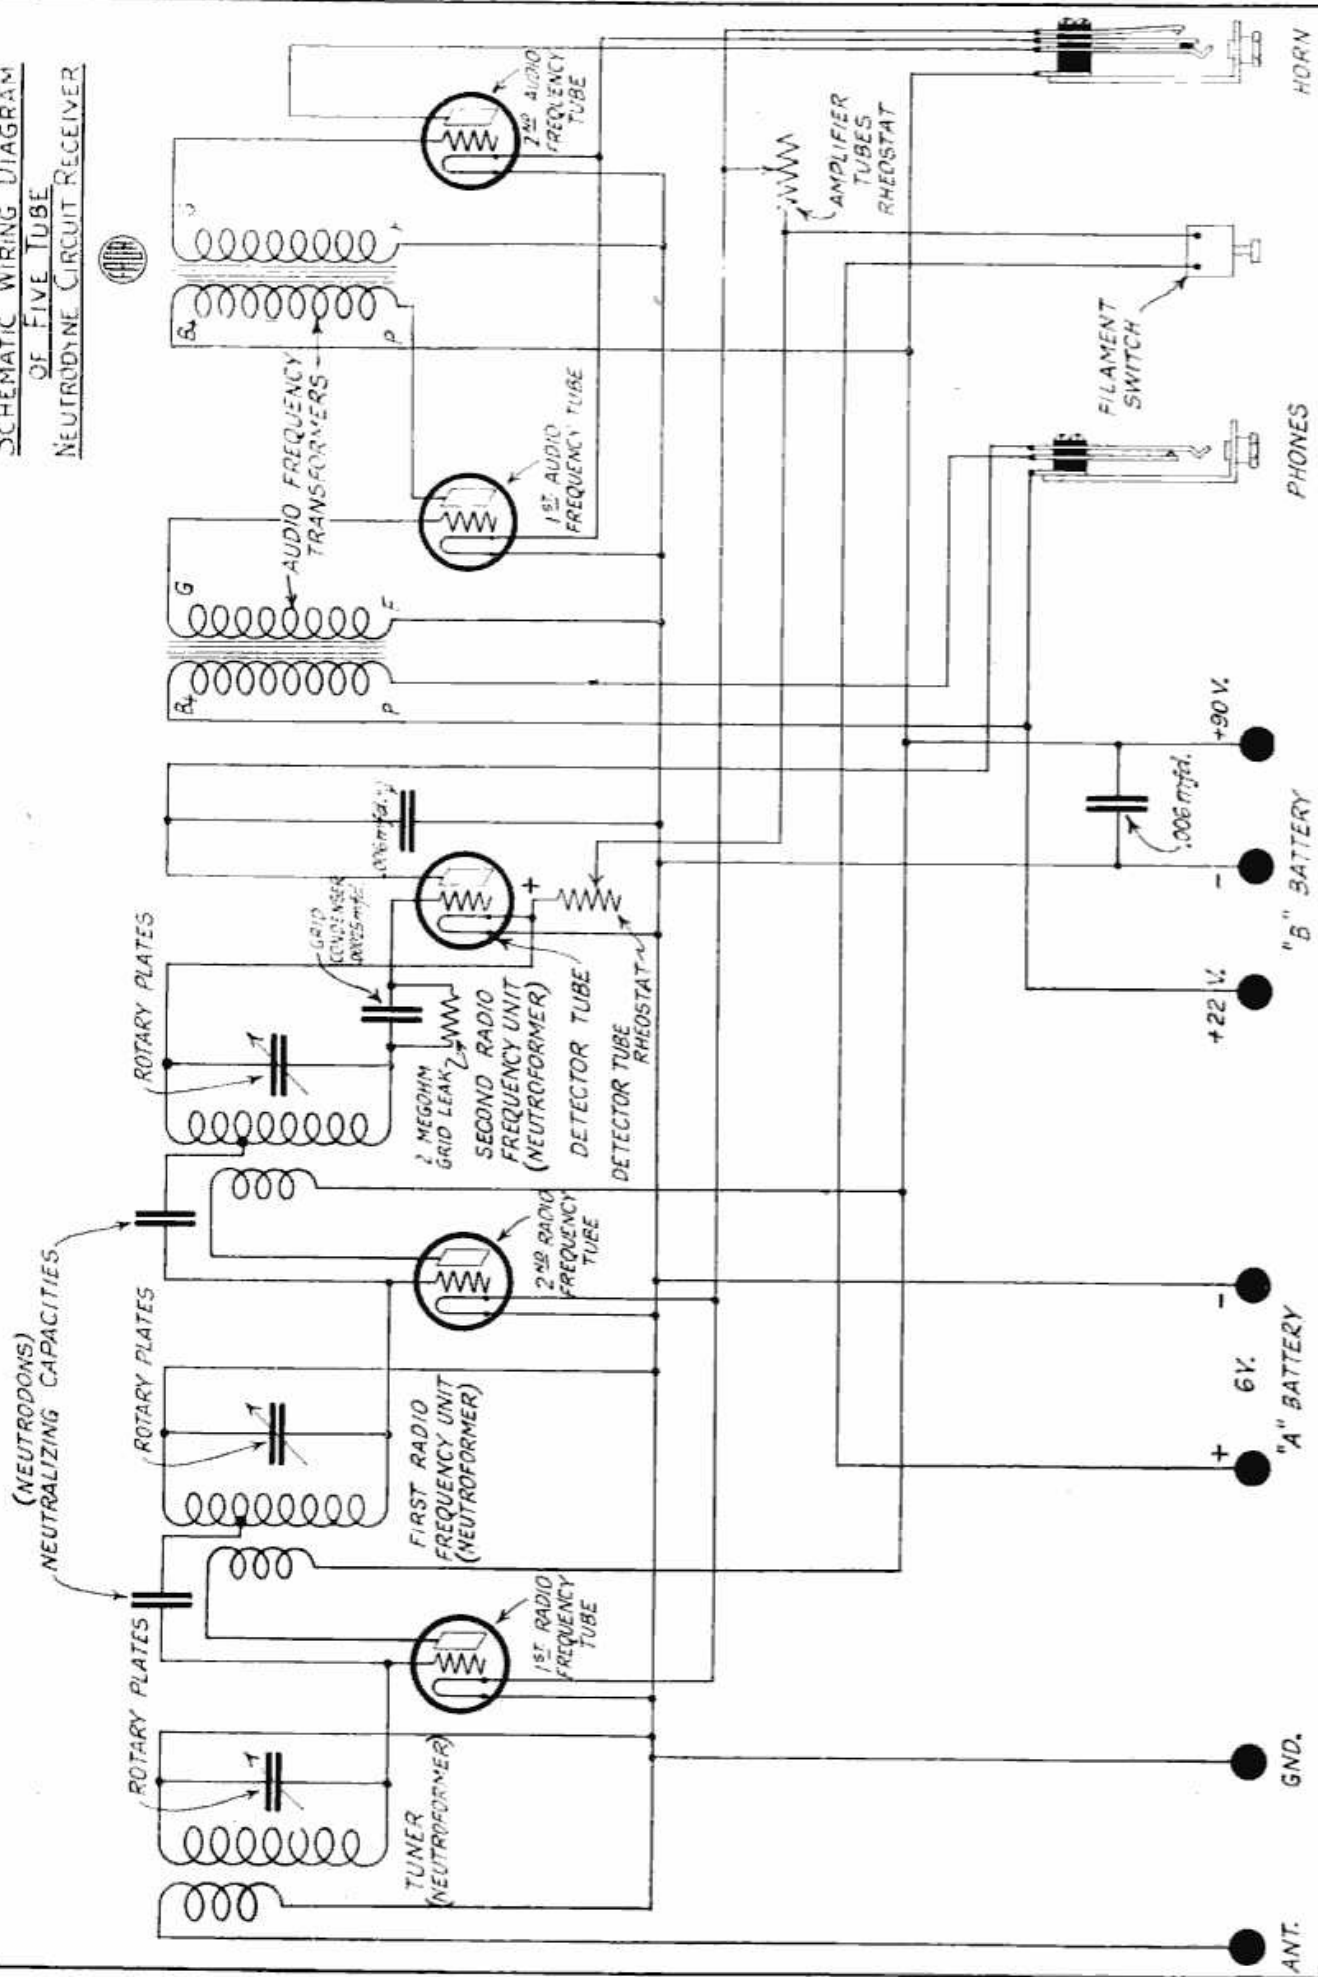 SCHEMATIC WIRING DIAGRAM
OF FIVE TUBE
NEUTRODYNE CIRCUIT RECEIVER
FADA
(NEUTRODONS)
NEUTRALIZING CAPACITIES
ROTARY PLATES
ROTARY PLATES
ROTARY PLATES
TUNER
(NEUTROFORMER)
1ST. RADIO
FREQUENCY
TUBE
FIRST RADIO
FREQUENCY UNIT
(NEUTROFORMER)
2ND RADIO
FREQUENCY
TUBE
2 MEGOHM
GRID LEAK
SECOND RADIO
FREQUENCY UNIT
(NEUTROFORMER)
DETECTOR TUBE
DETECTOR TUBE
RHEOSTAT
GRID
CONDENSER
.00025mfd.
.006mfd.
+
B+
P
G
F
AUDIO FREQUENCY
TRANSFORMERS
1ST. AUDIO
FREQUENCY TUBE
B+
P
2ND AUDIO
FREQUENCY
TUBE
AMPLIFIER
TUBES
RHEOSTAT
FILAMENT
SWITCH
ANT.
GND.
+
6V.
-
"A" BATTERY
+22 V.
-
.006 mfd.
+90 V.
"B" BATTERY
PHONES
HORN